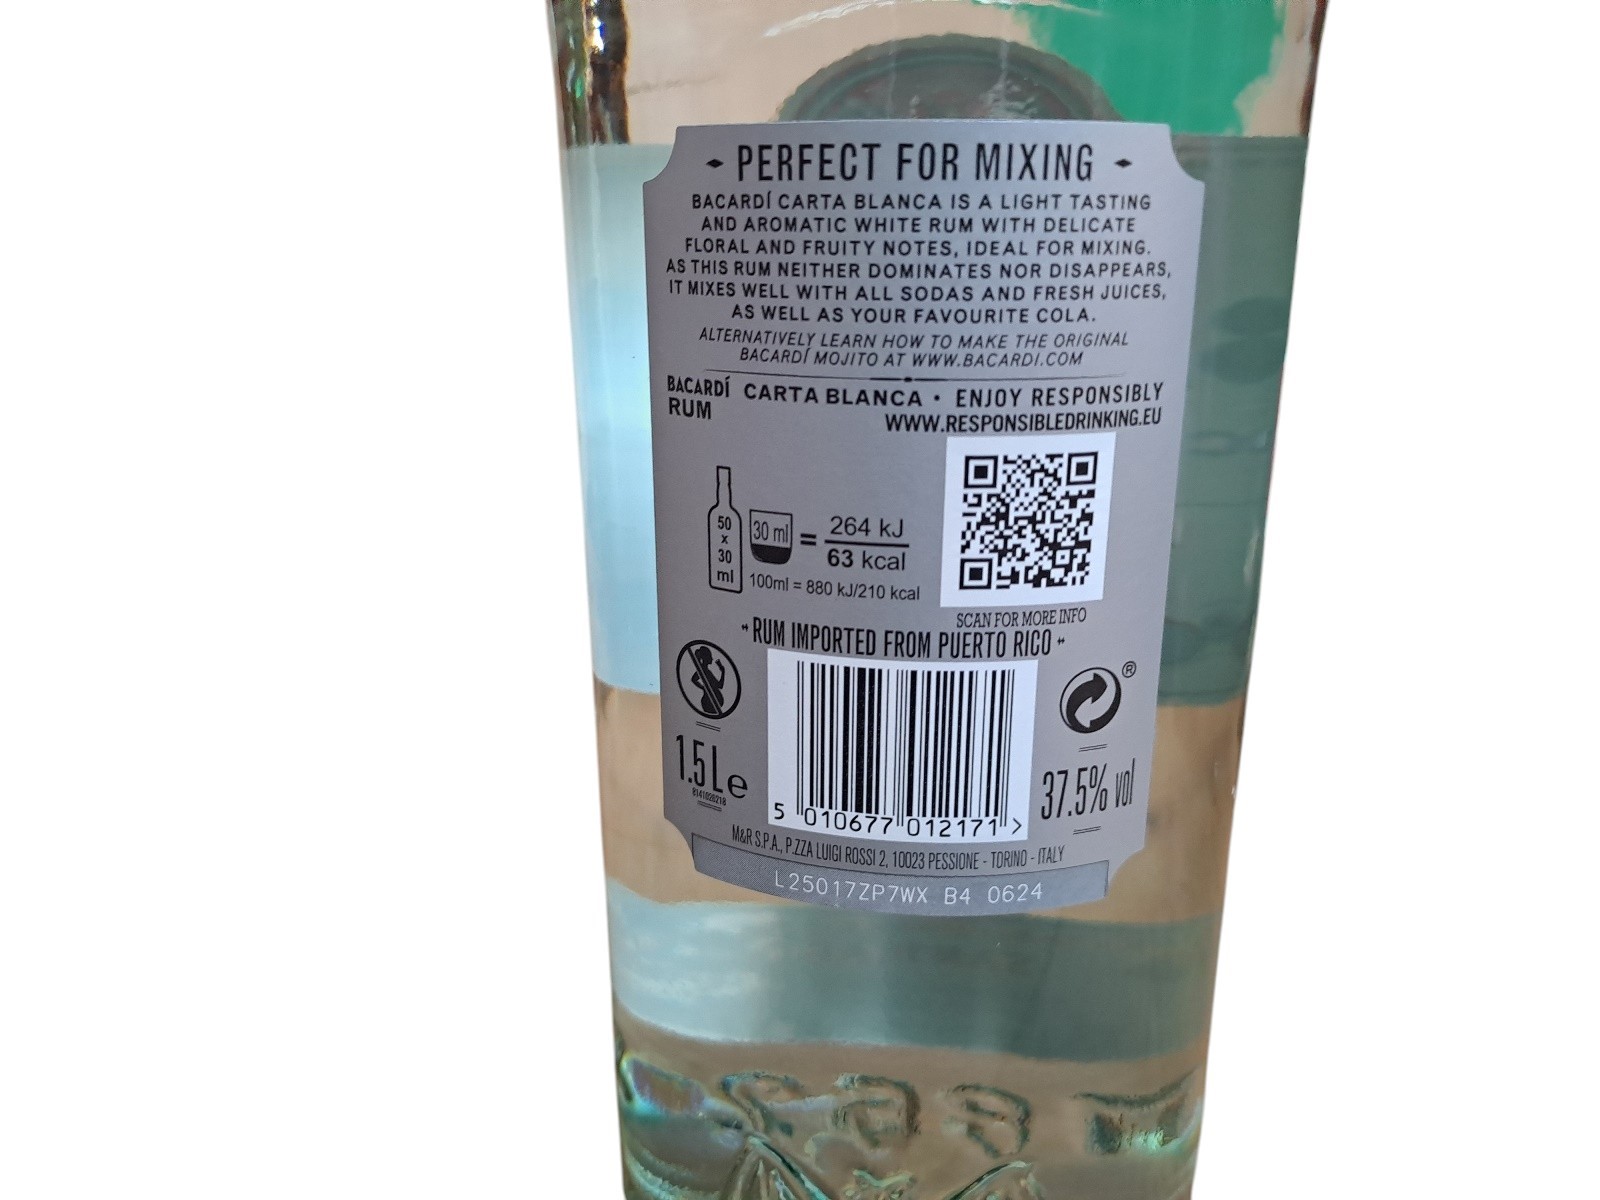 PERFECT FOR MIXING
BACARDÍ CARTA BLANCA IS A LIGHT TASTING
AND AROMATIC WHITE RUM WITH DELICATE
FLORAL AND FRUITY NOTES, IDEAL FOR MIXING.
AS THIS RUM NEITHER DOMINATES NOR DISAPPEARS,
IT MIXES WELL WITH ALL SODAS AND FRESH JUICES,
AS WELL AS YOUR FAVOURITE COLA.
ALTERNATIVELY LEARN HOW TO MAKE THE ORIGINAL
BACARDÍ MOJITO AT WWW.BACARDI.COM
BACARDÍ CARTA BLANCA • ENJOY RESPONSIBLY
RUM WWW.RESPONSIBLEDRINKING.EU
50
x
30
ml
30 ml = 264 kJ
63 kcal
100ml = 880 kJ/210 kcal
SCAN FOR MORE INFO
RUM IMPORTED FROM PUERTO RICO
®
1.5L e
37.5% vol
5 010677 012171 >
M&R S.P.A., P.ZZA LUIGI ROSSI 2, 10023 PESSIONE - TORINO - ITALY
L25017ZP7WX B4 0624